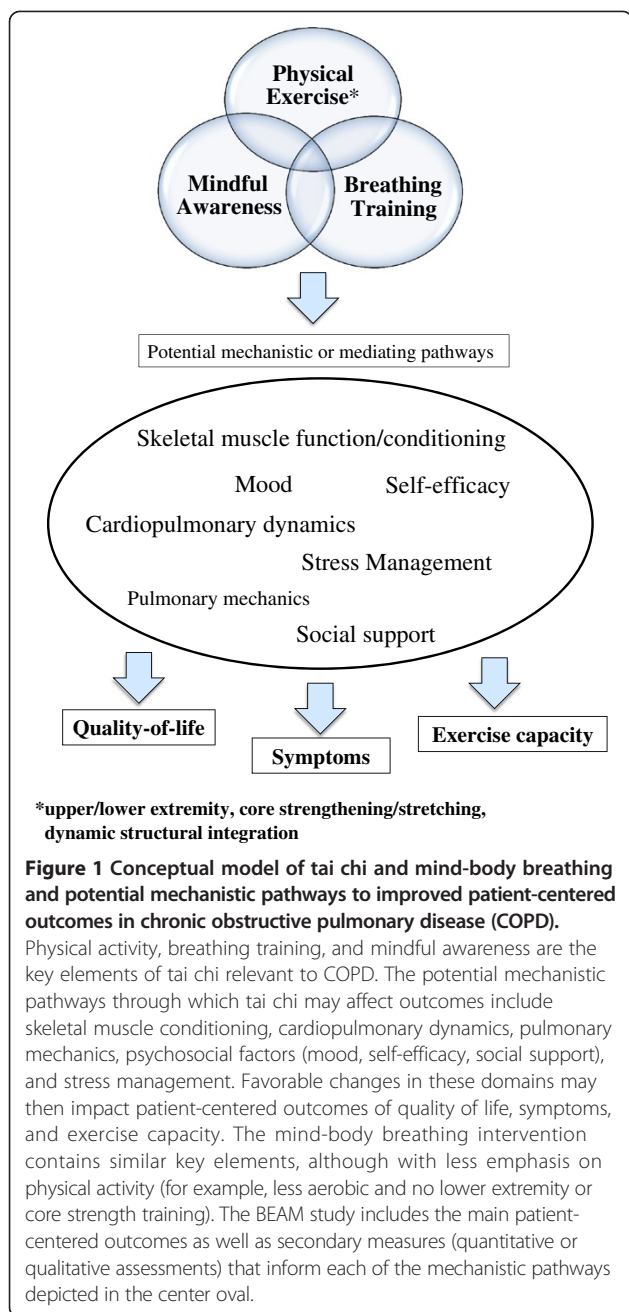 Physical
Exercise*
Mindful
Awareness
Breathing
Training
Potential mechanistic or mediating pathways
Skeletal muscle function/conditioning
Mood Self-efficacy
Cardiopulmonary dynamics
Stress Management
Pulmonary mechanics
Social support
Quality-of-life
Symptoms
Exercise capacity
*upper/lower extremity, core strengthening/stretching,
dynamic structural integration
Figure 1 Conceptual model of tai chi and mind-body breathing
and potential mechanistic pathways to improved patient-centered
outcomes in chronic obstructive pulmonary disease (COPD).
Physical activity, breathing training, and mindful awareness are the
key elements of tai chi relevant to COPD. The potential mechanistic
pathways through which tai chi may affect outcomes include
skeletal muscle conditioning, cardiopulmonary dynamics, pulmonary
mechanics, psychosocial factors (mood, self-efficacy, social support),
and stress management. Favorable changes in these domains may
then impact patient-centered outcomes of quality of life, symptoms,
and exercise capacity. The mind-body breathing intervention
contains similar key elements, although with less emphasis on
physical activity (for example, less aerobic and no lower extremity or
core strength training). The BEAM study includes the main patient-
centered outcomes as well as secondary measures (quantitative or
qualitative assessments) that inform each of the mechanistic pathways
depicted in the center oval.